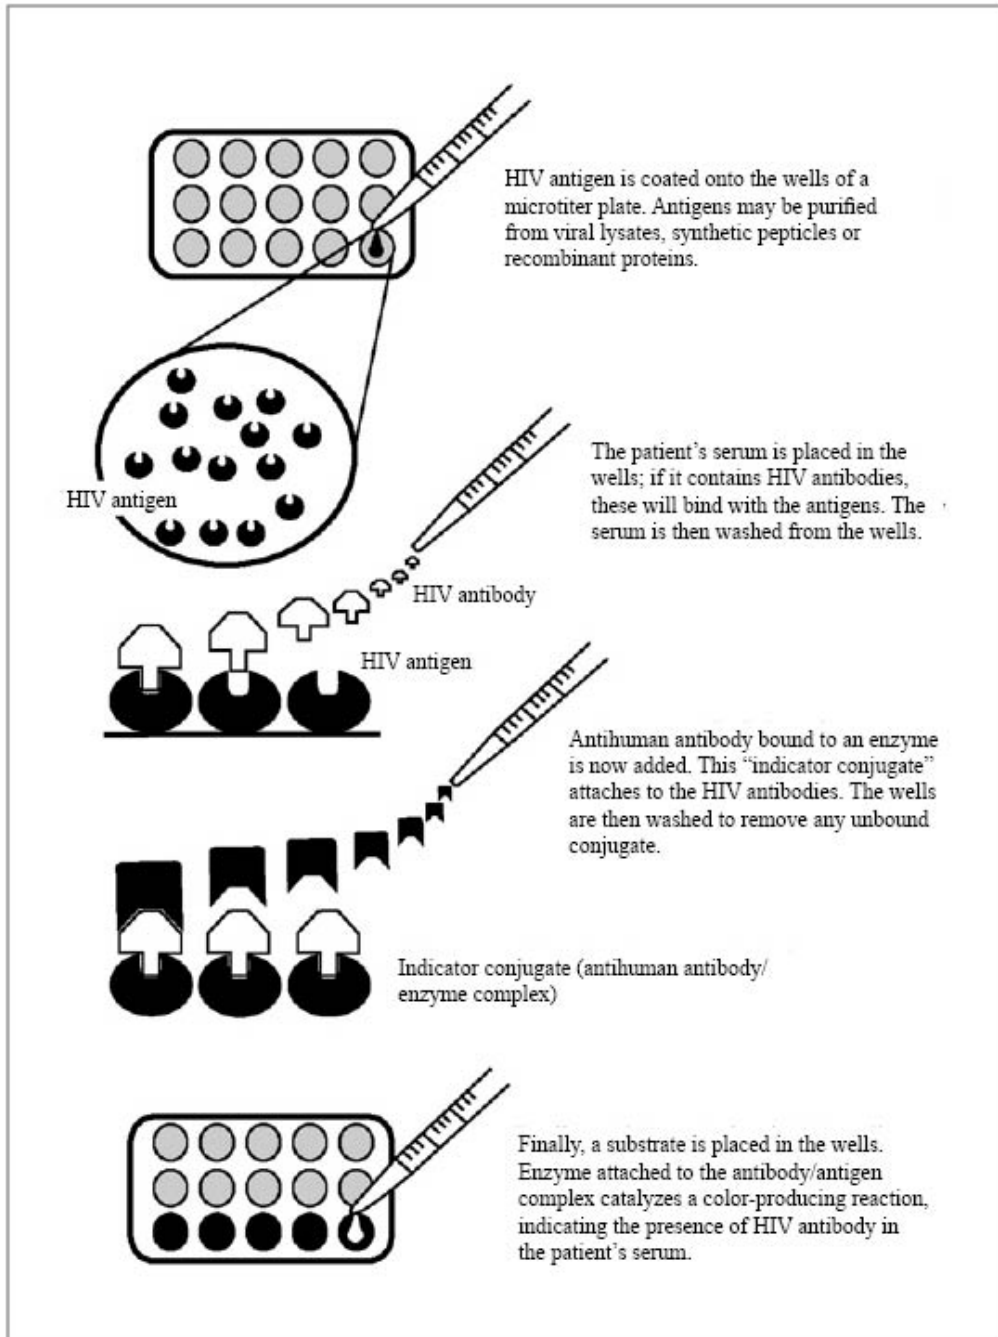 HIV antigen is coated onto the wells of a
microtiter plate. Antigens may be purified
from viral lysates, synthetic peptides or
recombinant proteins.
HIV antigen
The patient’s serum is placed in the
wells; if it contains HIV antibodies,
these will bind with the antigens. The
serum is then washed from the wells.
HIV antibody
HIV antigen
Antihuman antibody bound to an enzyme
is now added. This “indicator conjugate”
attaches to the HIV antibodies. The wells
are then washed to remove any unbound
conjugate.
Indicator conjugate (antihuman antibody/
enzyme complex)
Finally, a substrate is placed in the wells.
Enzyme attached to the antibody/antigen
complex catalyzes a color-producing reaction,
indicating the presence of HIV antibody in
the patient’s serum.